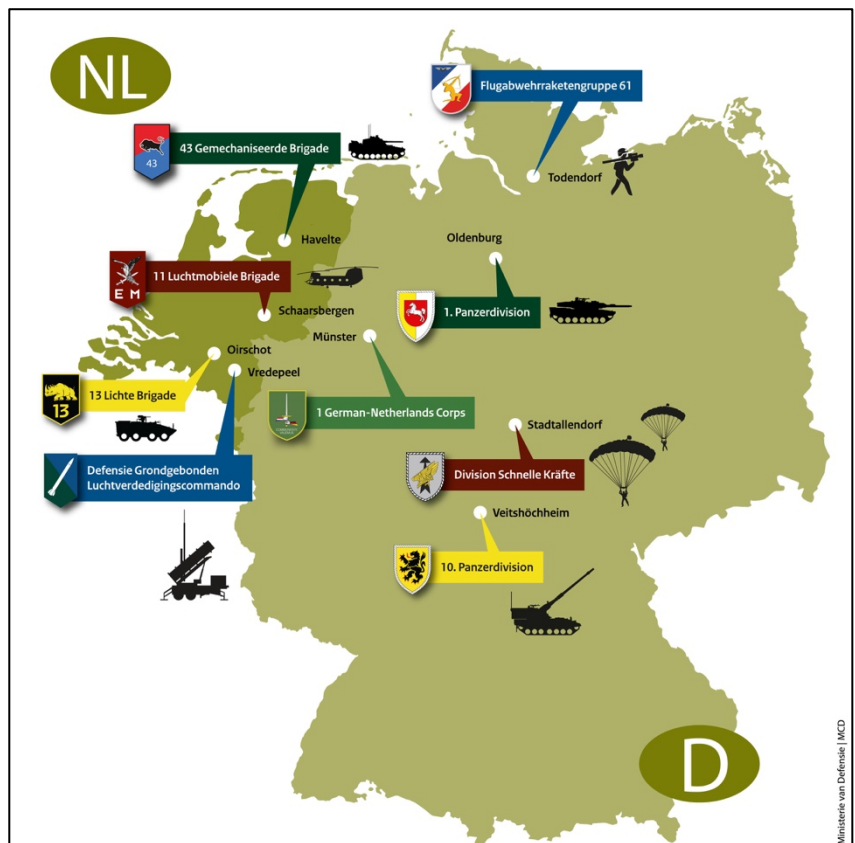 NL
Flugabwehrraketengruppe 61
43
43 Gemechaniseerde Brigade
Todendorf
Havelte
Oldenburg
E M
11 Luchtmobiele Brigade
Schaarsbergen
1. Panzerdivision
Münster
Oirschot
Vredepeel
13
13 Lichte Brigade
1 German-Netherlands Corps
Stadtallendorf
Defensie Grondgebonden
Luchtverdedigingscommando
Division Schnelle Kräfte
Veitshöchheim
10. Panzerdivision
D
Ministerie van Defensie | MCD